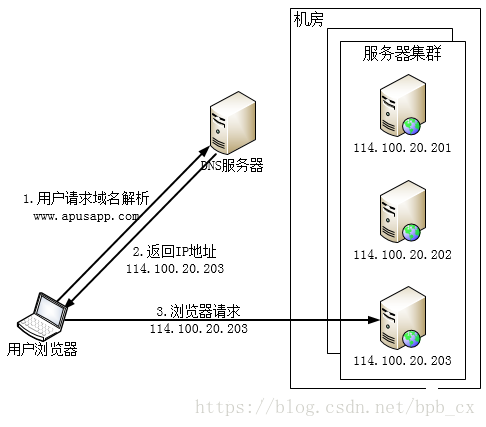 机房
服务器集群
114.100.20.201
DNS服务器
1.用户请求域名解析
www.apusapp.com
2.返回IP地址
114.100.20.203
114.100.20.202
3.浏览器请求
114.100.20.203
用户浏览器
114.100.20.203
https://blog.csdn.net/bpb_cx